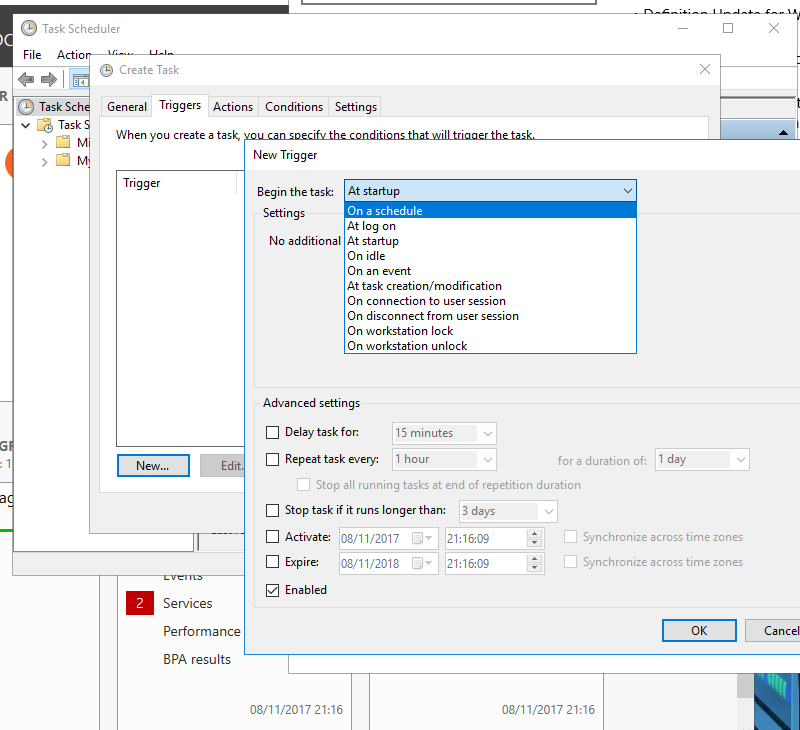 Definition Update for W
Task Scheduler
File Action View Help
Create Task
Task Sche
General Triggers Actions Conditions Settings
Task S
When you create a task, you can specify the conditions that will trigger the task.
Mi
My
New Trigger
Trigger
Begin the task: At startup
On a schedule
Settings
At log on
No additional
At startup
On idle
On an event
At task creation/modification
On connection to user session
On disconnect from user session
On workstation lock
On workstation unlock
Advanced settings
Delay task for: 15 minutes
Repeat task every: 1 hour for a duration of: 1 day
New... Edit.
Stop all running tasks at end of repetition duration
Stop task if it runs longer than: 3 days
Activate: 08/11/2017 21:16:09 Synchronize across time zones
Expire: 08/11/2018 21:16:09 Synchronize across time zones
Enabled
Events
2 Services
Performance
BPA results
OK Cancel
08/11/2017 21:16 08/11/2017 21:16